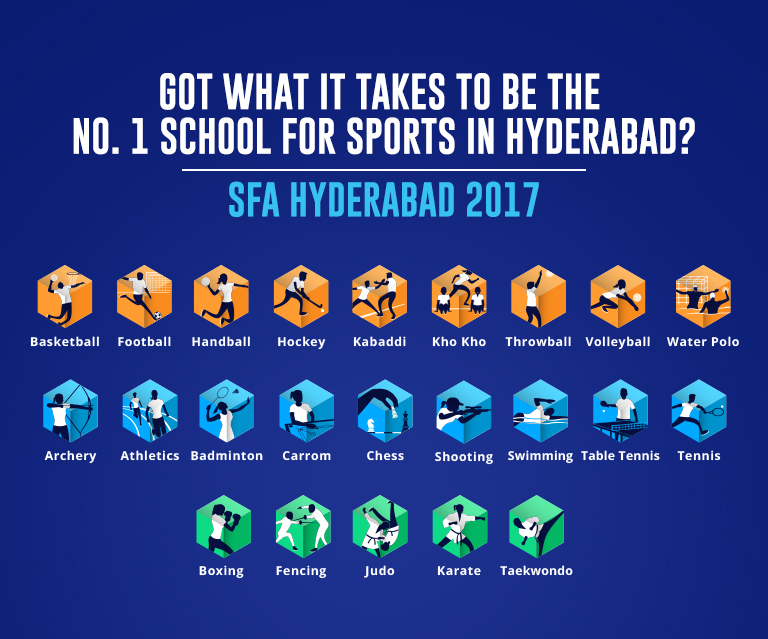 GOT WHAT IT TAKES TO BE THE
NO. 1 SCHOOL FOR SPORTS IN HYDERABAD?
SFA HYDERABAD 2017
Basketball Football Handball Hockey Kabaddi Kho Kho Throwball Volleyball Water Polo
Archery Athletics Badminton Carrom Chess Shooting Swimming Table Tennis Tennis
Boxing Fencing Judo Karate Taekwondo